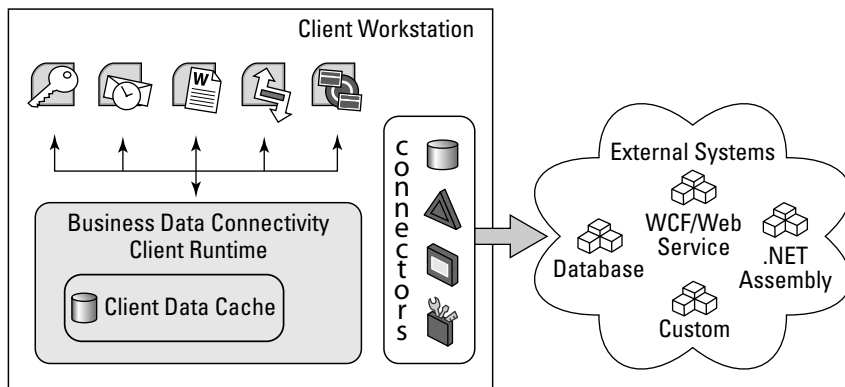 Client Workstation
W
Business Data Connectivity
Client Runtime
Client Data Cache
connectors
External Systems
WCF/Web
Service
Database
.NET
Assembly
Custom